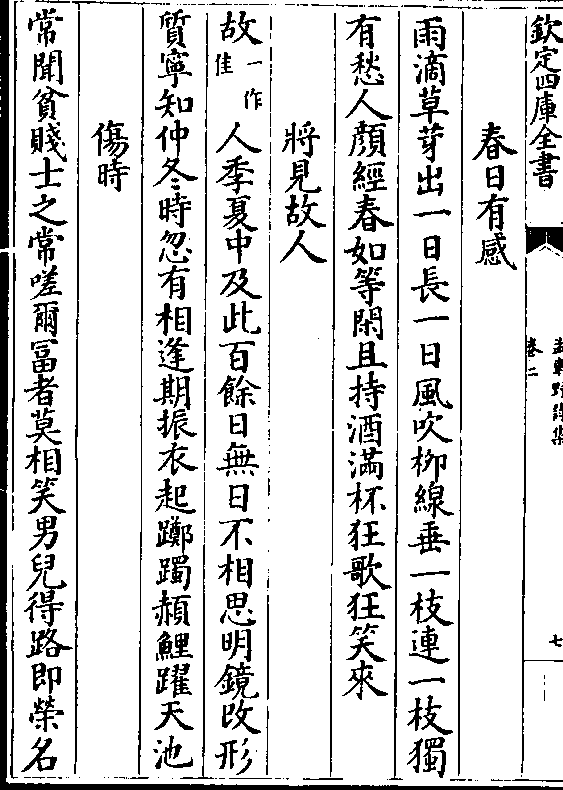 欽定四庫全書
孟東野詩集
卷二
七
春日有感
雨滴草芽出一日長一日風吹栁線垂一枝連一枝獨
有愁人顏經春如等閑且持酒滿杯狂歌狂笑來
將見故人
故一作佳人季夏中及此百餘日無日不相思明鏡改形
質寧知仲冬時忽有相逢期振衣起躑躅頳鯉躍天池
傷時
常聞貧賤士之常嗟爾冨者莫相笑男兒得路即榮名